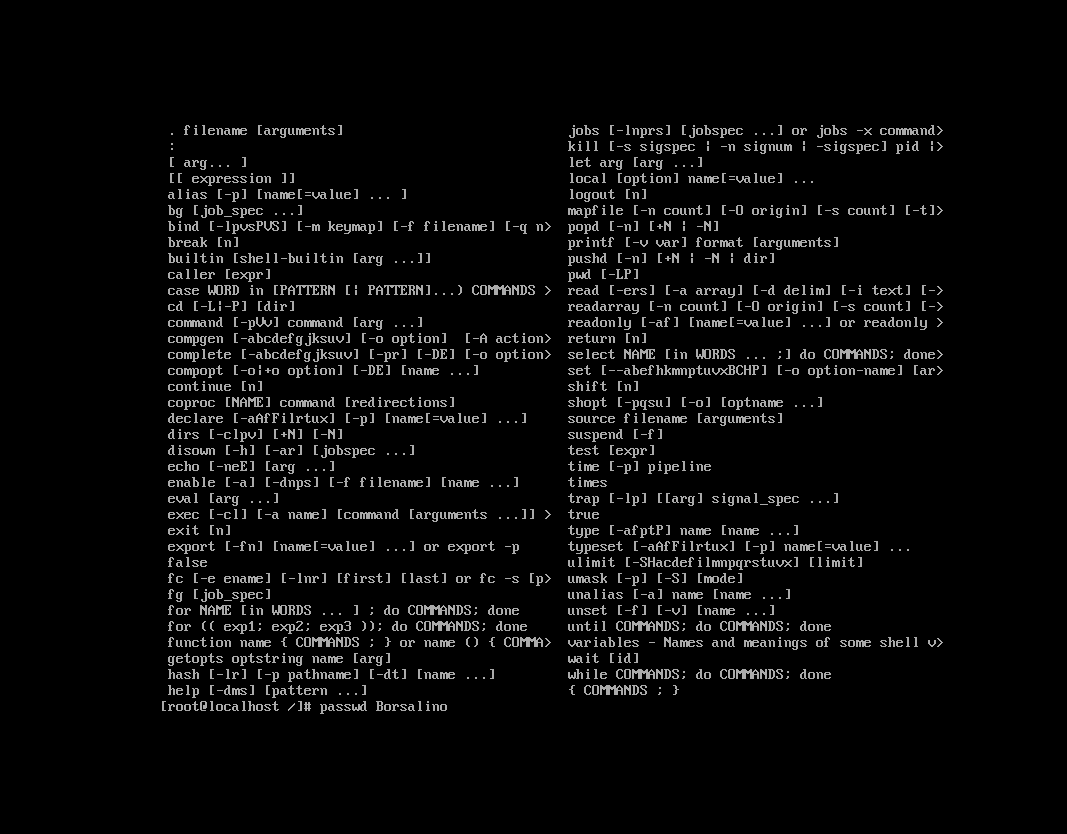 . filename [arguments]
:
[ arg... ]
[[ expression ]]
alias [-p] [name[=value] ... ]
bg [job_spec ...]
bind [-lpvsPVS] [-m keymap] [-f filename] [-q n>
break [n]
builtin [shell-builtin [arg ...]]
caller [expr]
case WORD in [PATTERN [| PATTERN]...) COMMANDS >
cd [-L|-P] [dir]
command [-pVv] command [arg ...]
compgen [-abcdefgjksuv] [-o option]  [-A action>
complete [-abcdefgjksuv] [-pr] [-DE] [-o option>
compopt [-o|+o option] [-DE] [name ...]
continue [n]
coproc [NAME] command [redirections]
declare [-aAfFilrtux] [-p] [name[=value] ...]
dirs [-clpv] [+N] [-N]
disown [-h] [-ar] [jobspec ...]
echo [-neE] [arg ...]
enable [-a] [-dnps] [-f filename] [name ...]
eval [arg ...]
exec [-cl] [-a name] [command [arguments ...]] >
exit [n]
export [-fn] [name[=value] ...] or export -p
false
fc [-e ename] [-lnr] [first] [last] or fc -s [p>
fg [job_spec]
for NAME [in WORDS ... ] ; do COMMANDS; done
for (( exp1; exp2; exp3 )); do COMMANDS; done
function name { COMMANDS ; } or name () { COMMA>
getopts optstring name [arg]
hash [-lr] [-p pathname] [-dt] [name ...]
help [-dms] [pattern ...]
jobs [-lnprs] [jobspec ...] or jobs -x command>
kill [-s sigspec | -n signum | -sigspec] pid |>
let arg [arg ...]
local [option] name[=value] ...
logout [n]
mapfile [-n count] [-O origin] [-s count] [-t]>
popd [-n] [+N | -N]
printf [-v var] format [arguments]
pushd [-n] [+N | -N | dir]
pwd [-LP]
read [-ers] [-a array] [-d delim] [-i text] [->
readarray [-n count] [-O origin] [-s count] [->
readonly [-af] [name[=value] ...] or readonly >
return [n]
select NAME [in WORDS ... ;] do COMMANDS; done>
set [--abefhkmnptuvxBCHP] [-o option-name] [ar>
shift [n]
shopt [-pqsu] [-o] [optname ...]
source filename [arguments]
suspend [-f]
test [expr]
time [-p] pipeline
times
trap [-lp] [[arg] signal_spec ...]
true
type [-afptP] name [name ...]
typeset [-aAfFilrtux] [-p] name[=value] ...
ulimit [-SHacdefilmnpqrstuvx] [limit]
umask [-p] [-S] [mode]
unalias [-a] name [name ...]
unset [-f] [-v] [name ...]
until COMMANDS; do COMMANDS; done
variables - Names and meanings of some shell v>
wait [id]
while COMMANDS; do COMMANDS; done
{ COMMANDS ; }
[root@localhost /]# passwd Borsalino